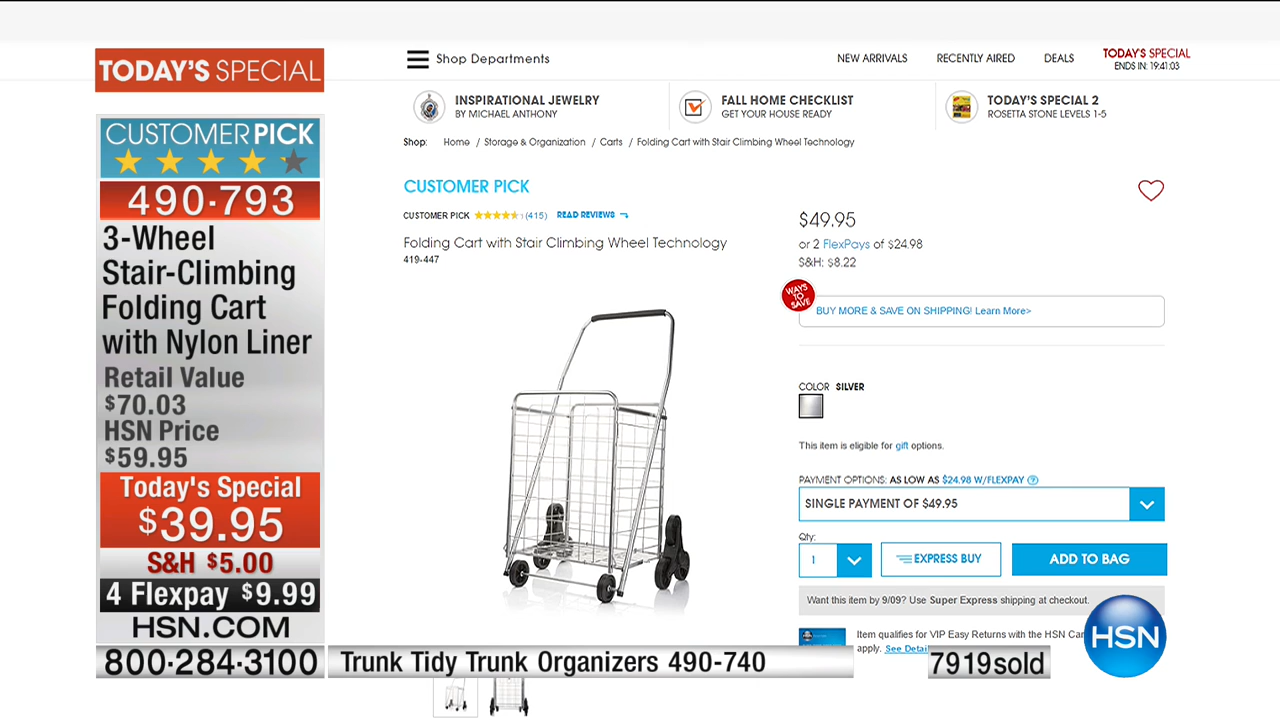 TODAY'S SPECIAL
CUSTOMERPICK
490-793
3-Wheel
Stair-Climbing
Folding Cart
with Nylon Liner
Retail Value
$70.03
HSN Price
$59.95
Today's Special
$39.95
S&H $5.00
4 Flexpay $9.99
HSN.COM
800-284-3100
Shop Departments
NEW ARRIVALS
RECENTLY AIRED
DEALS
TODAY'S SPECIAL
ENDS IN: 19:41:03
INSPIRATIONAL JEWELRY
BY MICHAEL ANTHONY
FALL HOME CHECKLIST
GET YOUR HOUSE READY
TODAY'S SPECIAL 2
ROSETTA STONE LEVELS 1-5
Shop: Home / Storage & Organization / Carts / Folding Cart with Stair Climbing Wheel Technology
CUSTOMER PICK
CUSTOMER PICK (415) READ REVIEWS
Folding Cart with Stair Climbing Wheel Technology
419-447
$49.95
or 2 FlexPays of $24.98
S&H: $8.22
WAYS
TO
SAVE
BUY MORE & SAVE ON SHIPPING! Learn More>
COLOR SILVER
This item is eligible for gift options.
PAYMENT OPTIONS: AS LOW AS $24.98 W/FLEXPAY ?
SINGLE PAYMENT OF $49.95
Qty:
1
EXPRESS BUY
ADD TO BAG
Want this item by 9/09? Use Super Express shipping at checkout.
Item qualifies for VIP Easy Returns with the HSN Car
apply. See Detai
HSN
Trunk Tidy Trunk Organizers 490-740
7919sold